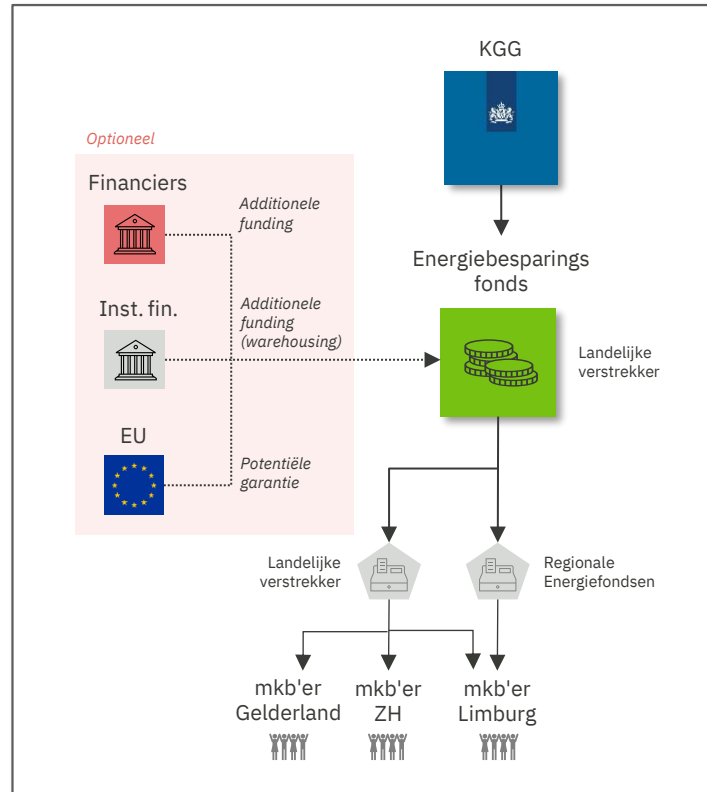 KGG
Optioneel
Financiers
Additionele
funding
Energiebesparings
fonds
Inst. fin.
Additionele
funding
(warehousing)
Landelijke
verstrekker
EU
Potentiële
garantie
Landelijke
verstrekker
Regionale
Energiefondsen
mkb'er
Gelderland
mkb'er
ZH
mkb'er
Limburg